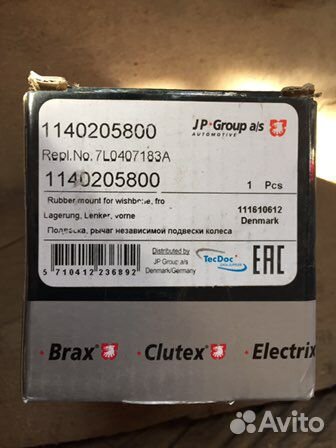 1140205800
JP Group a/s
AUTOMOTIVE
Repl.No.7L0407183A
1140205800
1 Pcs
Rubber mount for wishbone, fro
Lagerung, Lenker, vorne
Подвеска, рычаг независимой подвески колеса
111610612
Denmark
5 710412 236892
Distributed by
JP Group a/s
Denmark/Germany
TecDoc
EAC
Brax
Clutex
Electrix
Avito